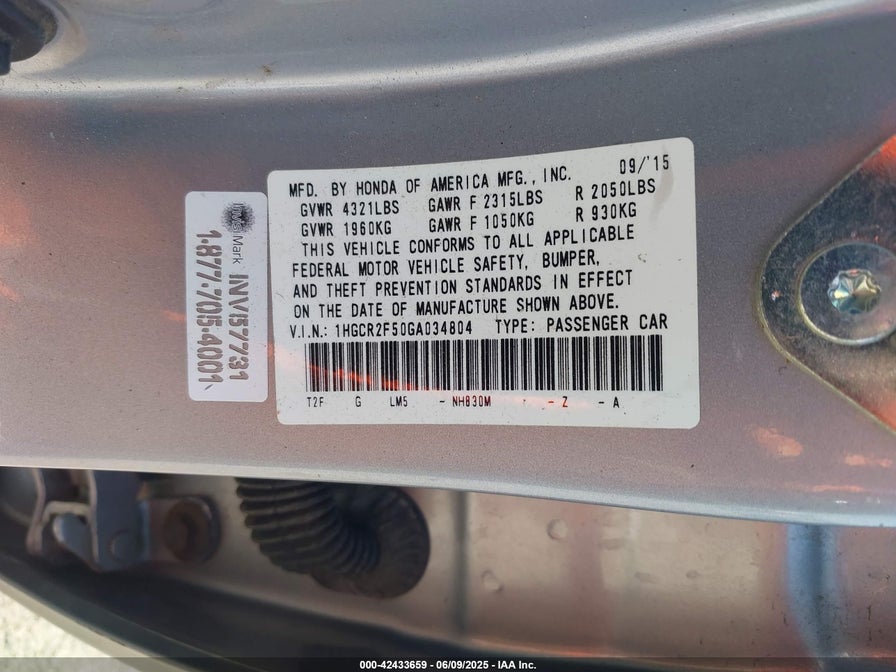 09/'15
MFD. BY HONDA OF AMERICA MFG., INC.
GVWR 4321LBS GAWR F 2315LBS R 2050LBS
GVWR 1960KG GAWR F 1050KG R 930KG
THIS VEHICLE CONFORMS TO ALL APPLICABLE
FEDERAL MOTOR VEHICLE SAFETY, BUMPER,
AND THEFT PREVENTION STANDARDS IN EFFECT
ON THE DATE OF MANUFACTURE SHOWN ABOVE.
V.I.N.: 1HGCR2F50GA034804 TYPE: PASSENGER CAR
T2F G LM5 - NH830M - Z - A
Mark
INV157731
1-877-705-4001
000-42433659 - 06/09/2025 - IAA Inc.